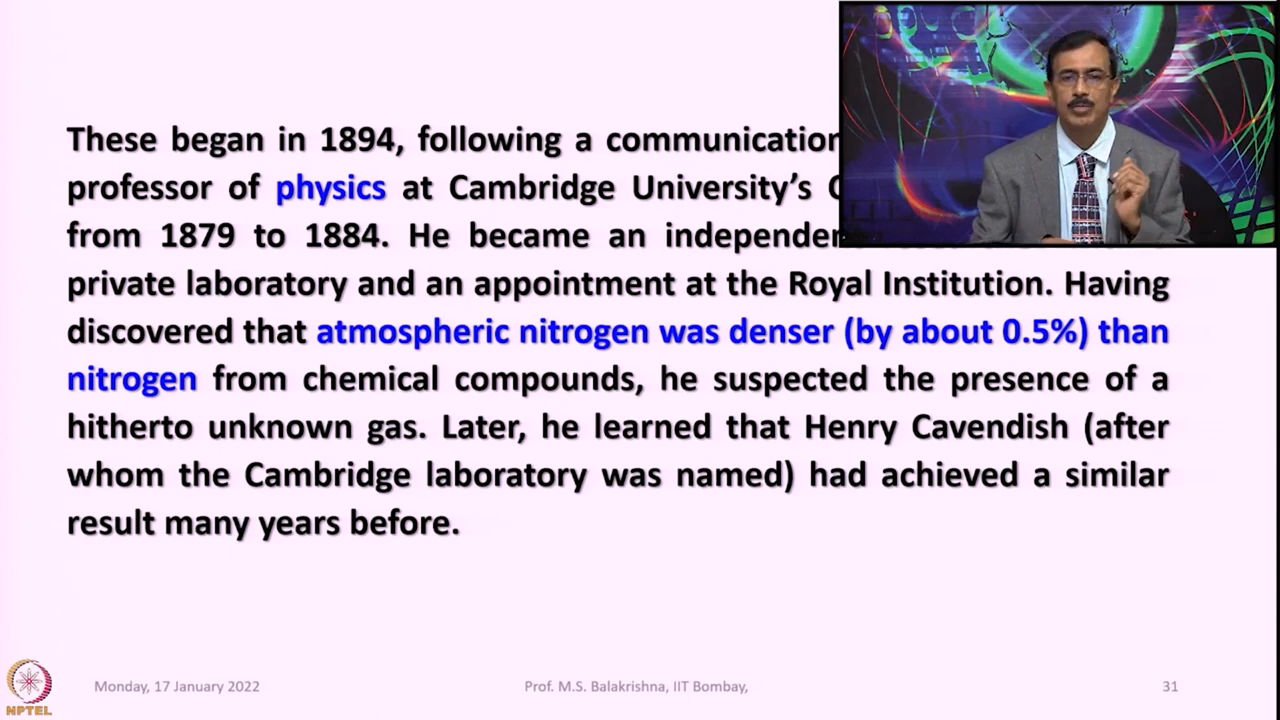 These began in 1894, following a communication
professor of physics at Cambridge University’s
from 1879 to 1884. He became an
private laboratory and an appointment at the Royal Institution. Having
discovered that atmospheric nitrogen was denser (by about 0.5%) than
nitrogen from chemical compounds, he suspected the presence of a
hitherto unknown gas. Later, he learned that Henry Cavendish (after
whom the Cambridge laboratory was named) had achieved a similar
result many years before.
NPTEL
Monday, 17 January 2022
Prof. M.S. Balakrishna, IIT Bombay,
31